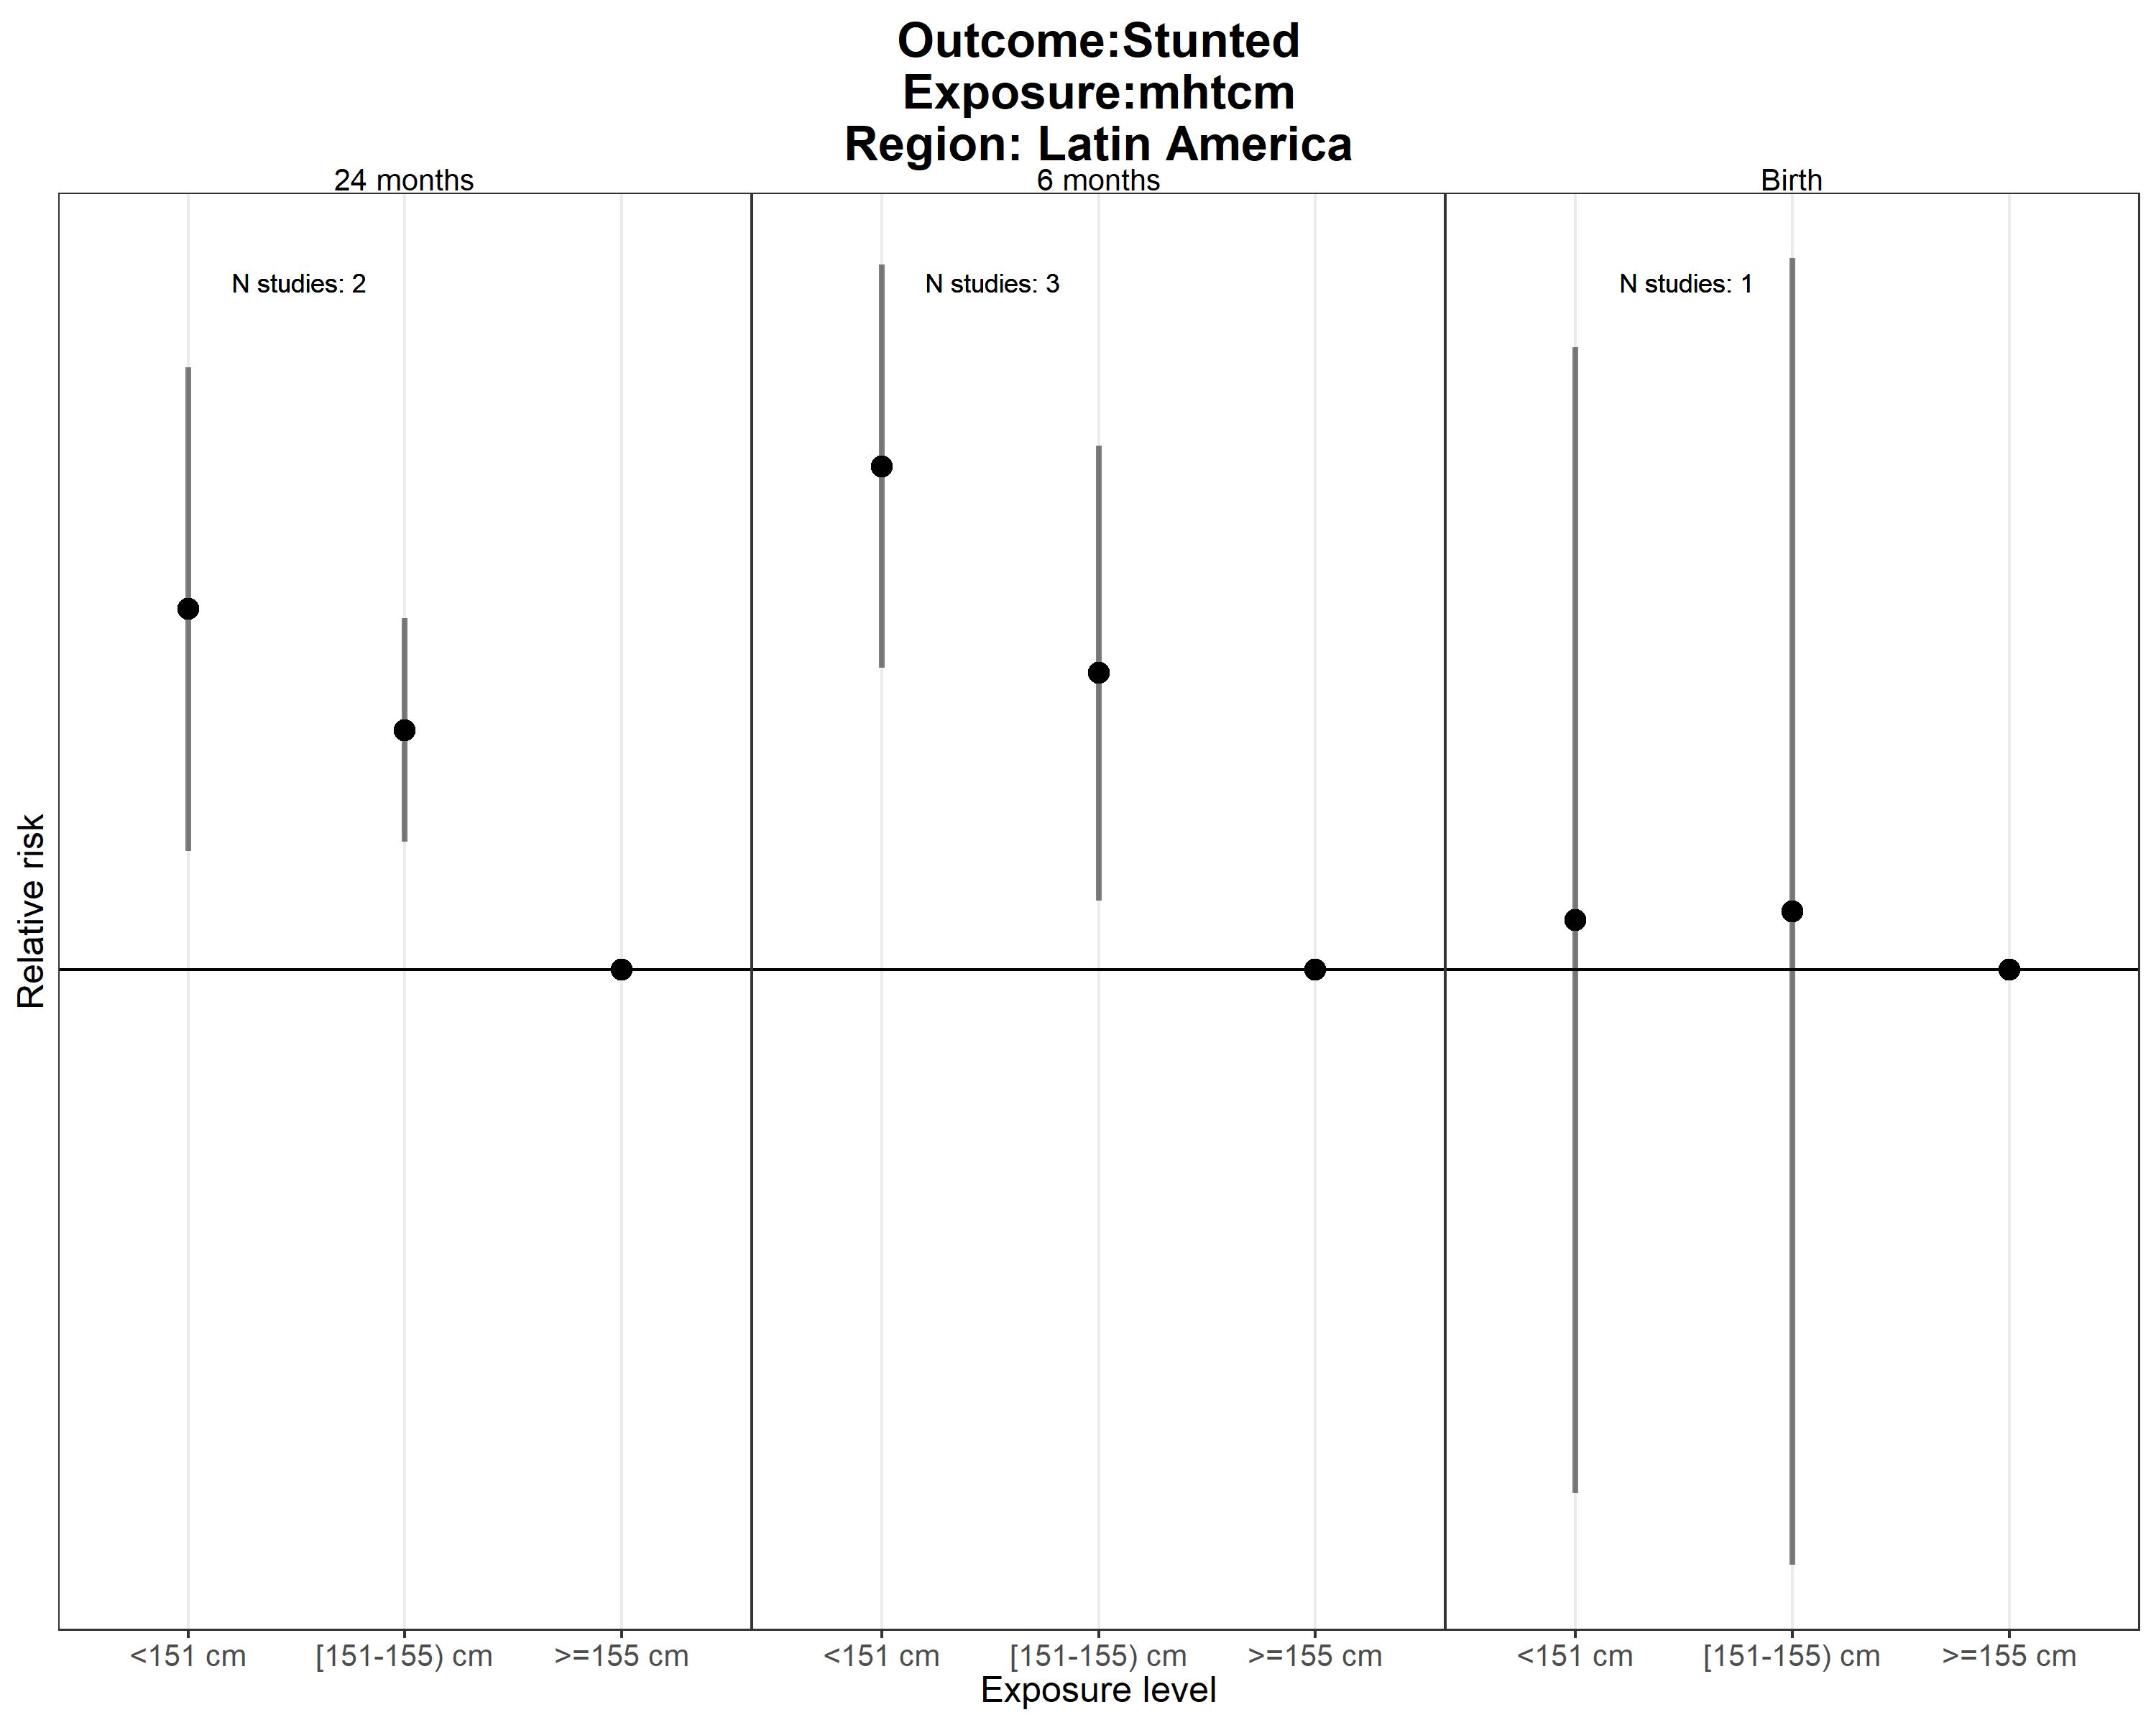 Outcome:Stunted
Exposure:mhtcm
Region: Latin America
24 months
6 months
Birth
N studies: 2
N studies: 3
N studies: 1
Relative risk
<151 cm
[151-155) cm
>=155 cm
<151 cm
[151-155) cm
>=155 cm
<151 cm
[151-155) cm
>=155 cm
Exposure level